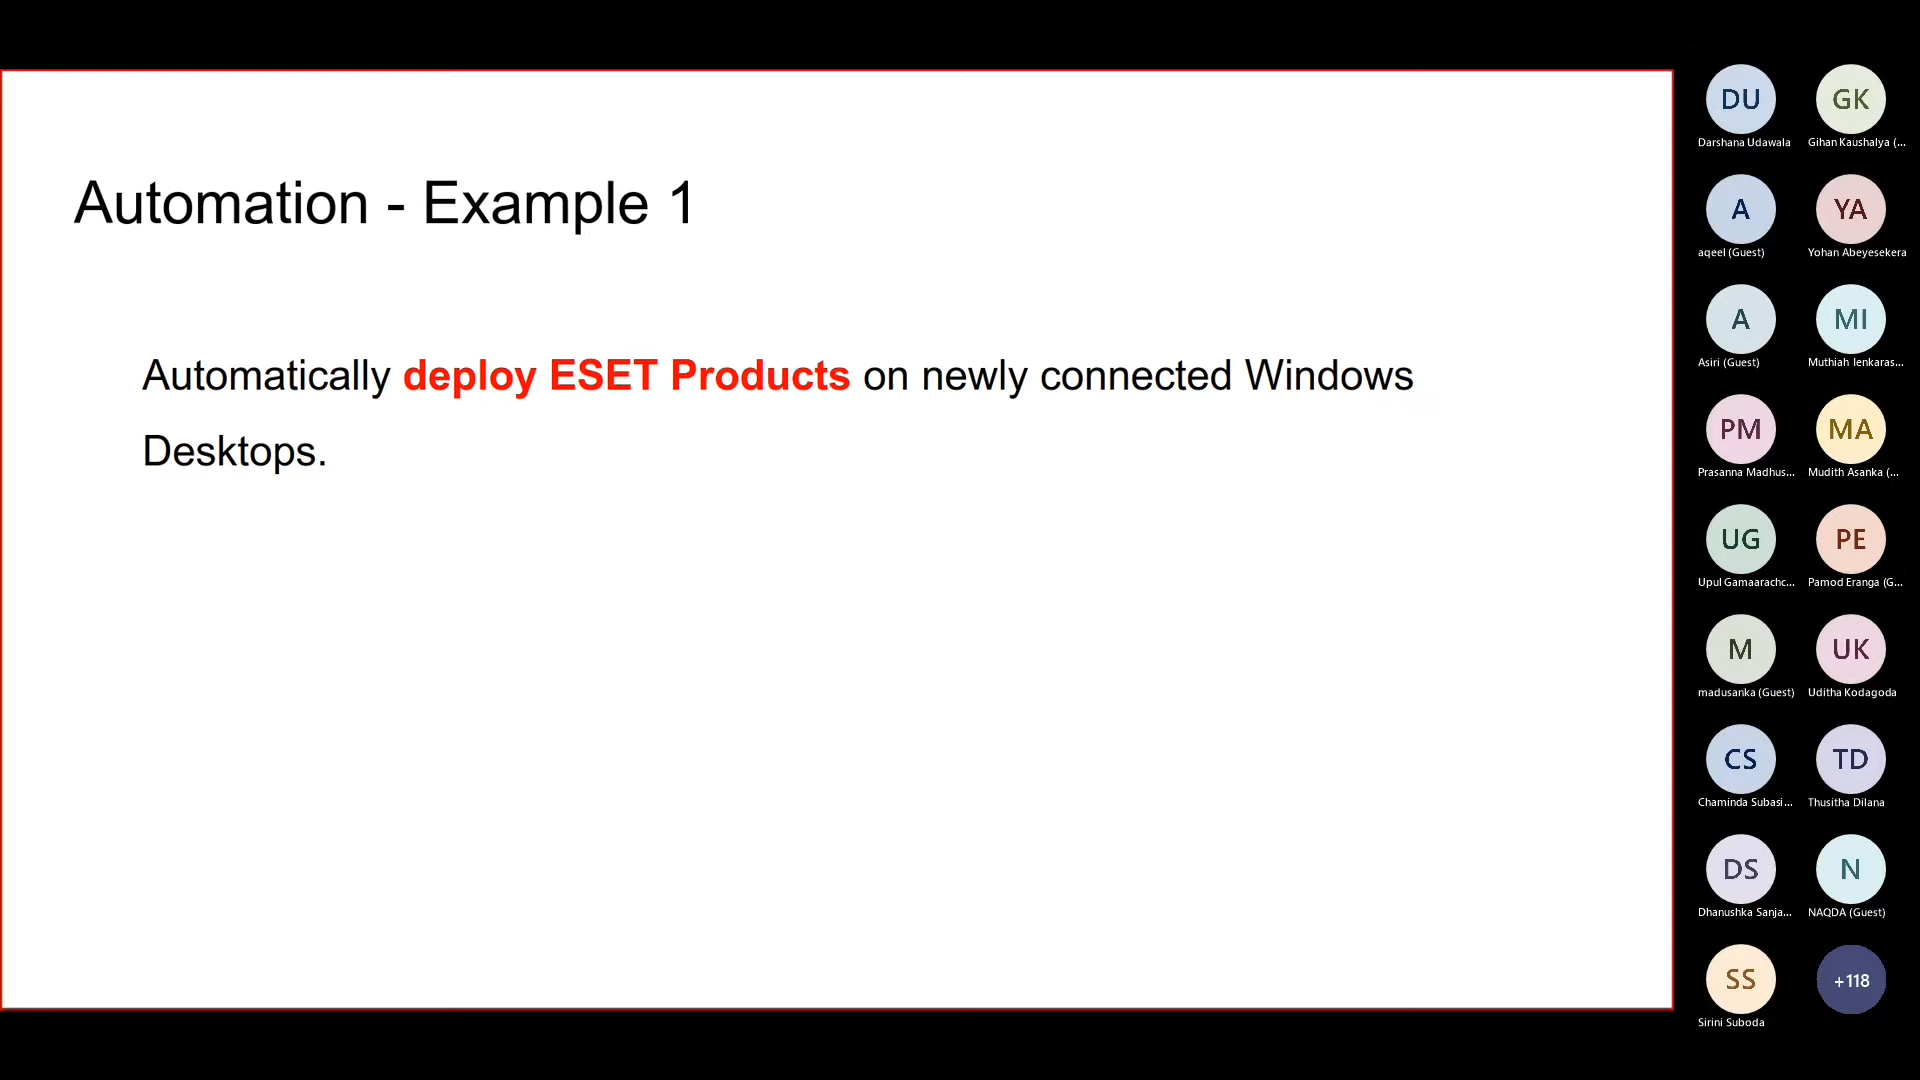 Automation - Example 1
Automatically deploy ESET Products on newly connected Windows
Desktops.
DU
GK
Darshana Udawala
Gihan Kaushalya (...
A
YA
aqeel (Guest)
Yohan Abeyesekera
A
MI
Asiri (Guest)
Muthiah Ienkaras...
PM
MA
Prasanna Madhus...
Mudith Asanka (...
UG
PE
Upul Gamaarachc...
Pamod Eranga (G...
M
UK
madusanka (Guest)
Uditha Kodagoda
CS
TD
Chaminda Subasi...
Thusitha Dilana
DS
N
Dhanushka Sanja...
NAQDA (Guest)
SS
+118
Sirini Suboda